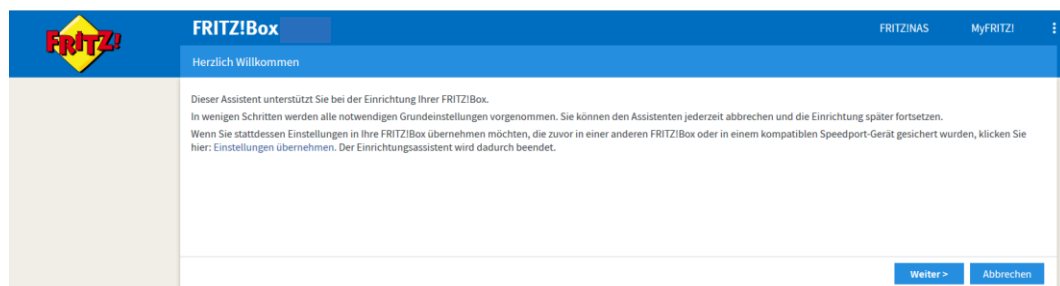 FRITZ!
FRITZ!Box
FRITZ!NAS
MyFRITZ!
Herzlich Willkommen
Dieser Assistent unterstützt Sie bei der Einrichtung Ihrer FRITZ!Box.
In wenigen Schritten werden alle notwendigen Grundeinstellungen vorgenommen. Sie können den Assistenten jederzeit abbrechen und die Einrichtung später fortsetzen.
Wenn Sie stattdessen Einstellungen in Ihre FRITZ!Box übernehmen möchten, die zuvor in einer anderen FRITZ!Box oder in einem kompatiblen Speedport-Gerät gesichert wurden, klicken Sie
hier: Einstellungen übernehmen. Der Einrichtungsassistent wird dadurch beendet.
Weiter >
Abbrechen